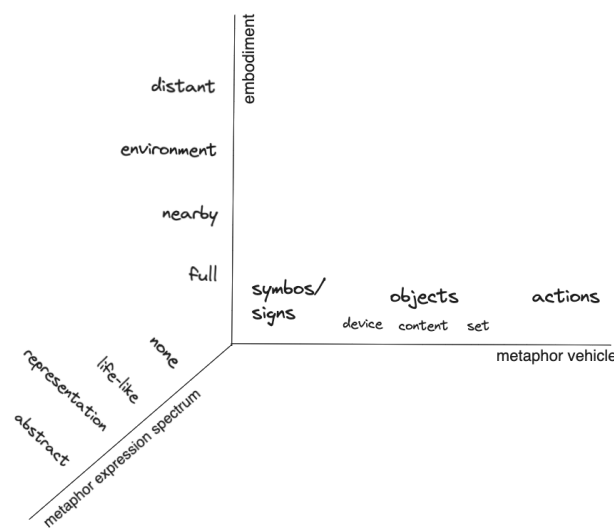 embodiment
distant
environment
nearby
full
symbos/
signs
objects
actions
device content set
metaphor vehicle
none
life-like
representation
abstract
metaphor expression spectrum